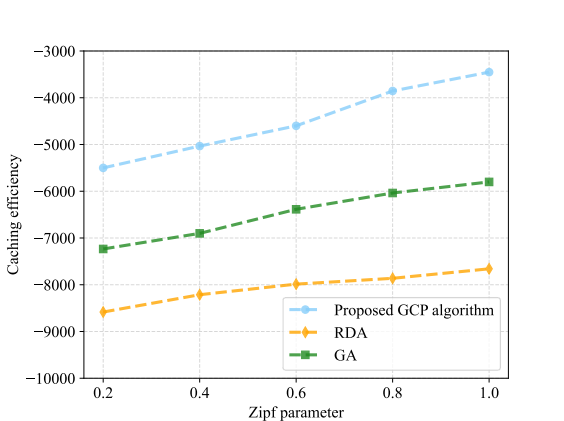 Caching efficiency
−3000
−4000
−5000
−6000
−7000
−8000
−9000
−10000
Proposed GCP algorithm
RDA
GA
0.2 0.4 0.6 0.8 1.0
Zipf parameter